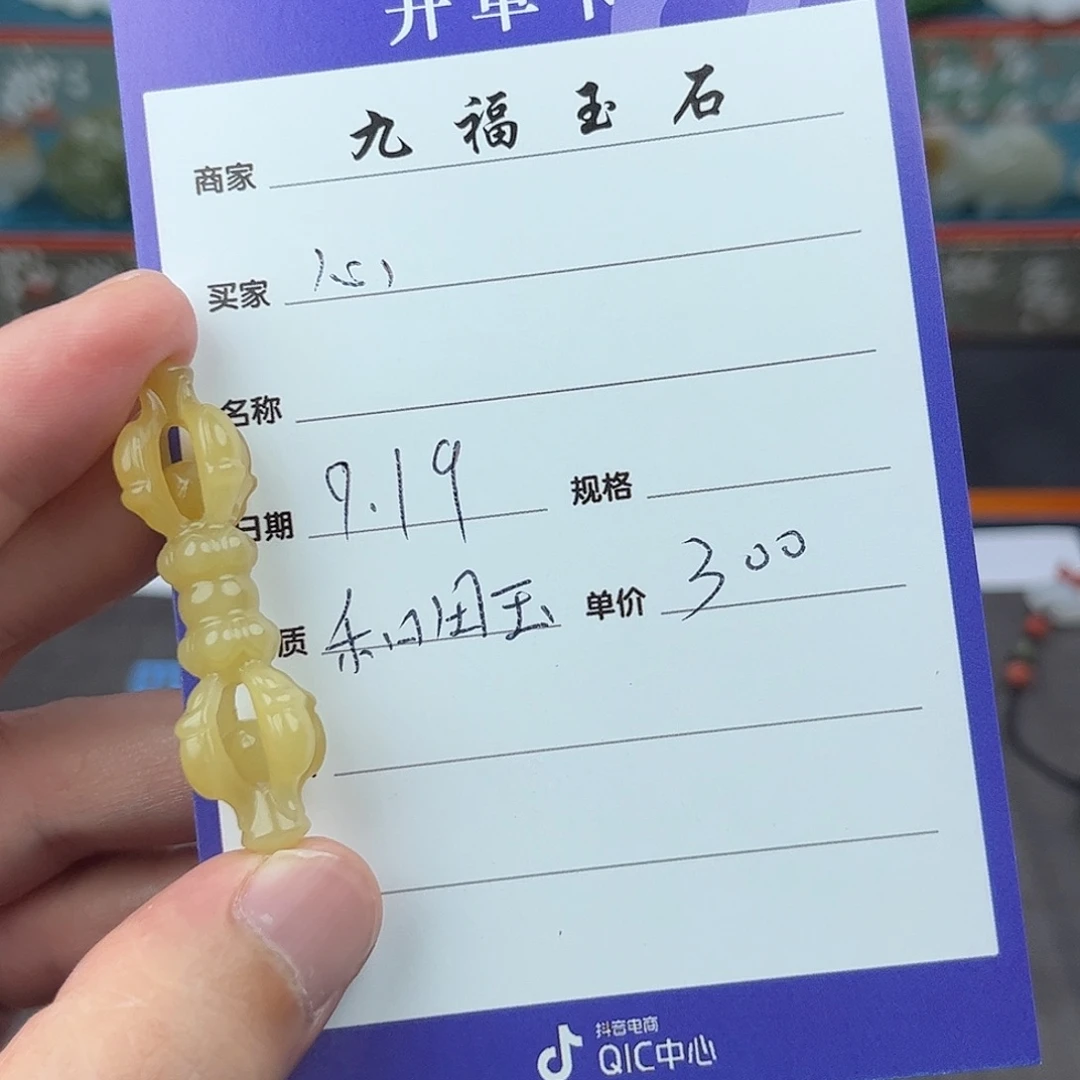 开单卡
商家 九福玉石
买家 心
名称
日期 9.19 规格
质 和田玉 单价 300
抖音电商
QIC中心